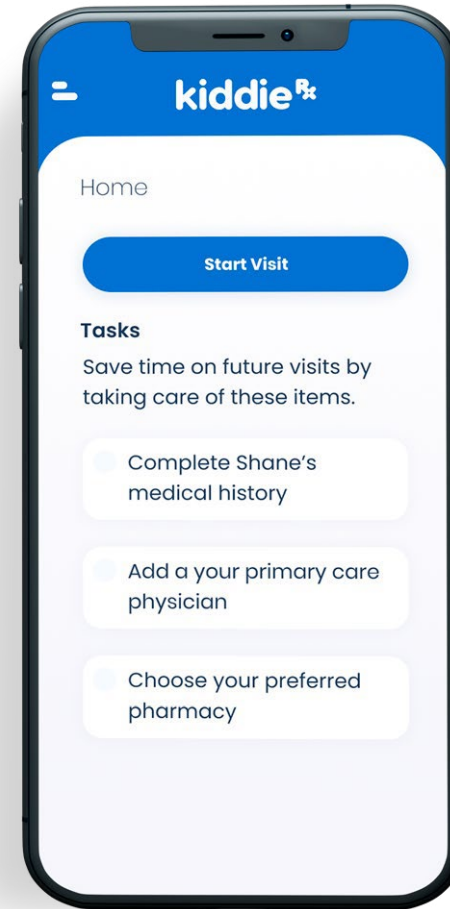 kiddie Rx
Home
Start Visit
Tasks
Save time on future visits by
taking care of these items.
Complete Shane’s
medical history
Add a your primary care
physician
Choose your preferred
pharmacy